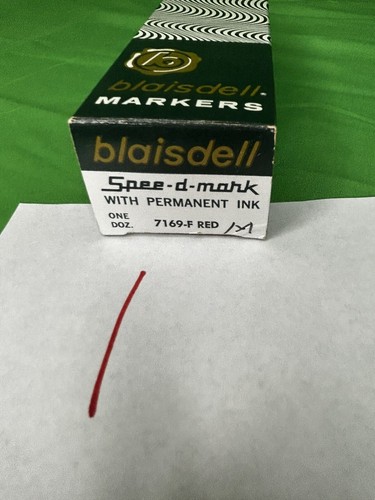 blaisdell
MARKERS
blaisdell
Spee-d-mark
WITH PERMANENT INK
ONE
DOZ. 7169-F RED